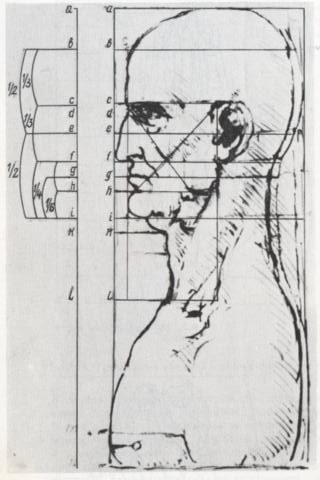 a a
b b
1/3
1/2
c c
d d
1/3
e e
f f
1/2
g g
1/4
h h
1/6
i i
к к
l